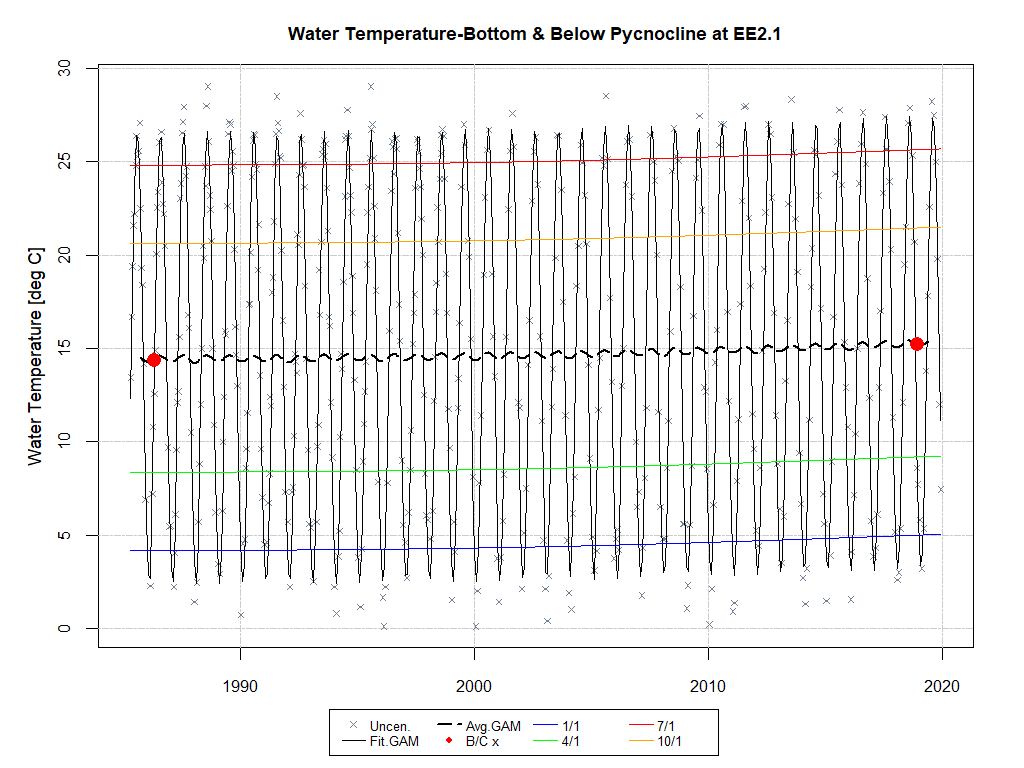 Water Temperature-Bottom & Below Pycnocline at EE2.1
Water Temperature [deg C]
30
25
20
15
10
5
0
1990 2000 2010 2020
Uncen. Avg.GAM 1/1 7/1
Fit.GAM B/C x 4/1 10/1